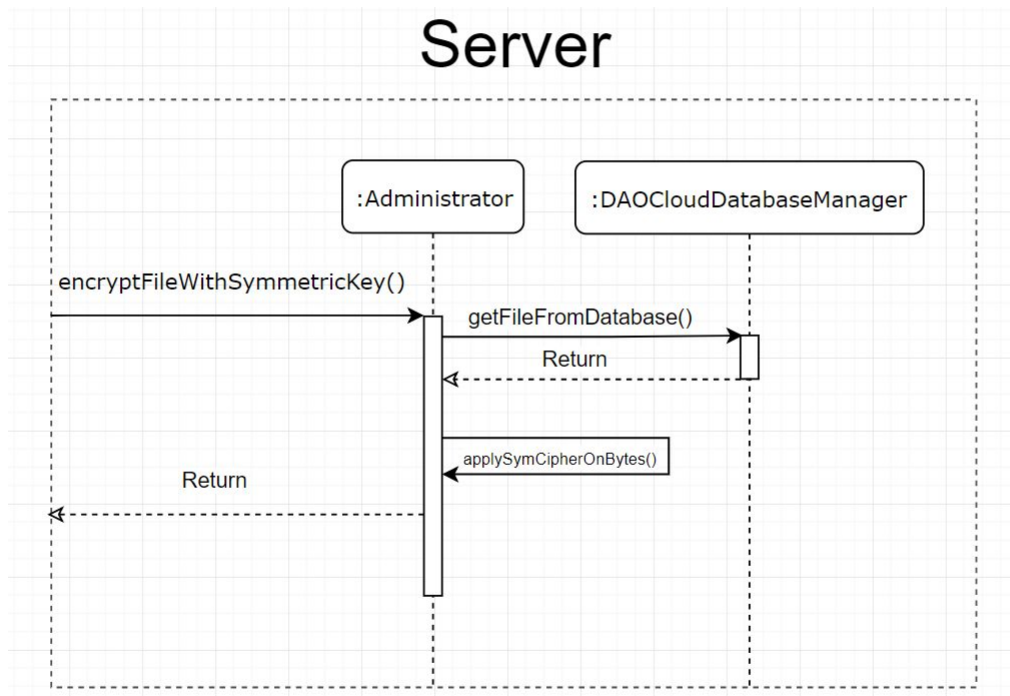 Server
:Administrator
:DAOCloudDatabaseManager
encryptFileWithSymmetricKey()
getFileFromDatabase()
Return
applySymCipherOnBytes()
Return